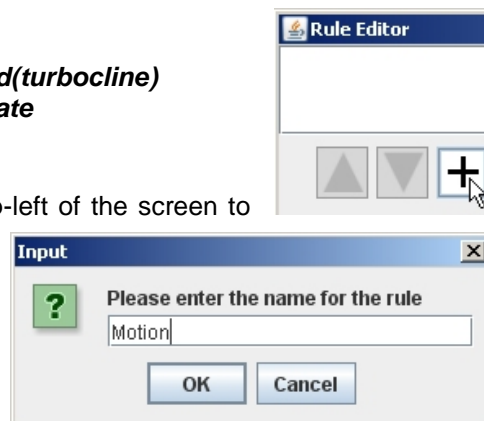 Rule Editor
d(turbocline)
ate
-left of the screen to
Input
Please enter the name for the rule
Motion
OK
Cancel